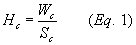 H_c = W_c / S_c (Eq. 1)